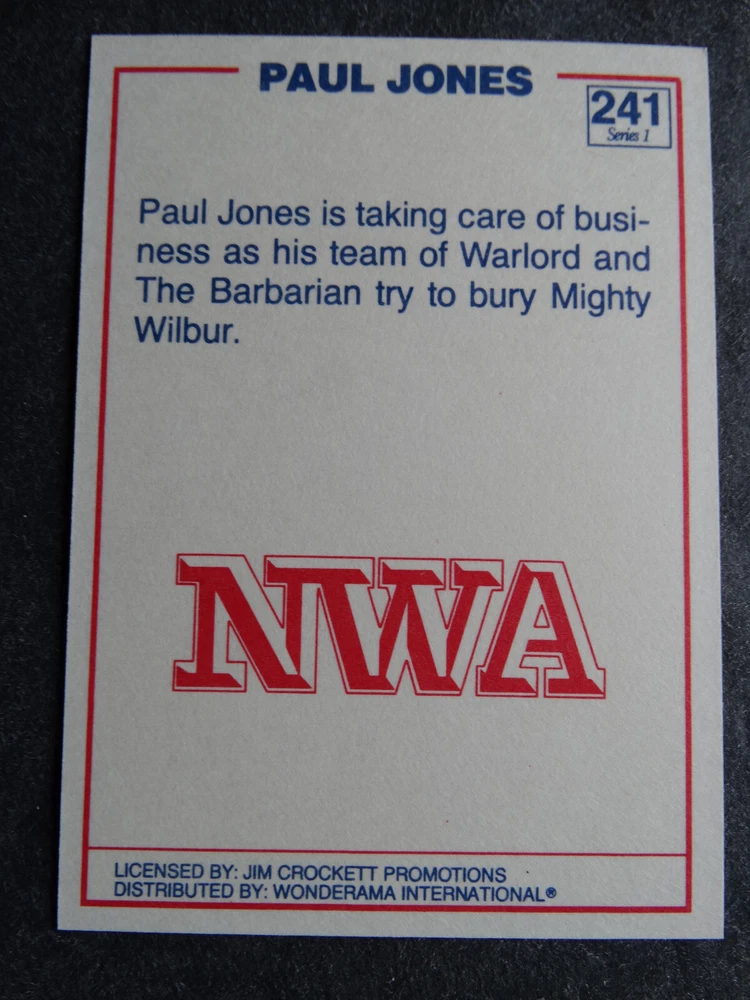 PAUL JONES
241
Series 1
Paul Jones is taking care of busi-
ness as his team of Warlord and
The Barbarian try to bury Mighty
Wilbur.
NWA
LICENSED BY: JIM CROCKETT PROMOTIONS
DISTRIBUTED BY: WONDERAMA INTERNATIONAL®